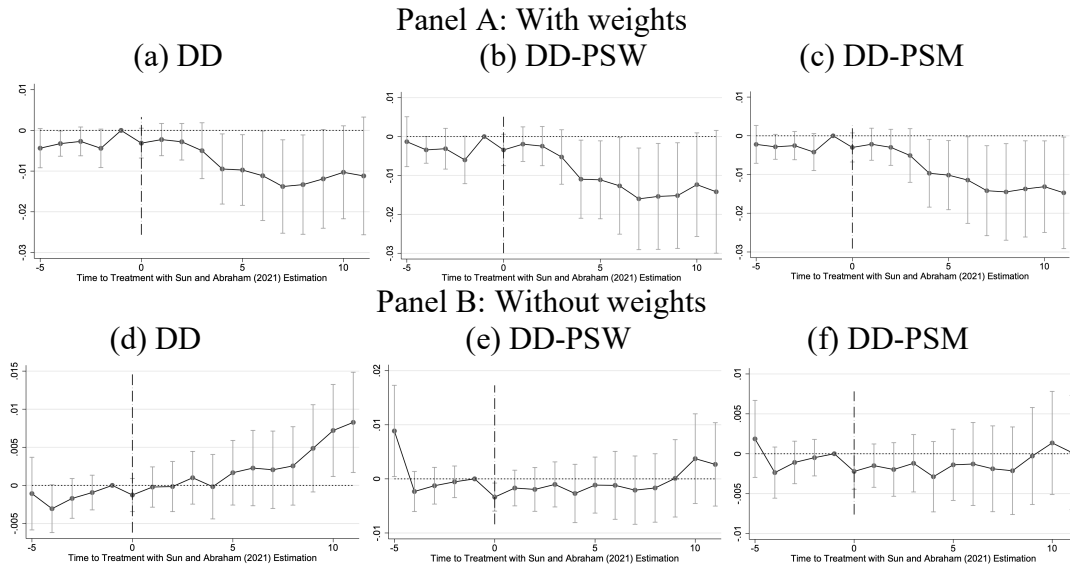 Panel A: With weights
(a) DD (b) DD-PSW (c) DD-PSM
.01 .01 .01
0 0 0
-.01 -.01 -.01
-.02 -.02 -.02
-.03 -.03 -.03
-5 0 5 10 -5 0 5 10 -5 0 5 10
Time to Treatment with Sun and Abraham (2021) Estimation Time to Treatment with Sun and Abraham (2021) Estimation Time to Treatment with Sun and Abraham (2021) Estimation
Panel B: Without weights
(d) DD (e) DD-PSW (f) DD-PSM
.015 .02 .01
.01 .01 .005
.005 0 0
0 -.01 -.005
-.005 -.01
-5 0 5 10 -5 0 5 10 -5 0 5 10
Time to Treatment with Sun and Abraham (2021) Estimation Time to Treatment with Sun and Abraham (2021) Estimation Time to Treatment with Sun and Abraham (2021) Estimation